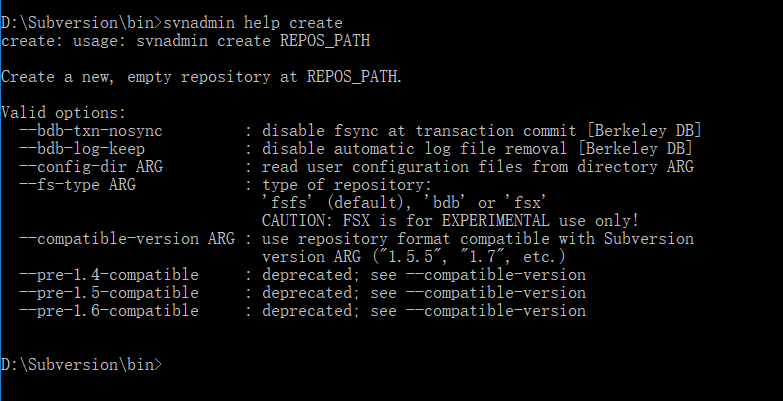 D:\Subversion\bin>svnadmin help create
create: usage: svnadmin create REPOS_PATH
Create a new, empty repository at REPOS_PATH.
Valid options:
--bdb-txn-nosync : disable fsync at transaction commit [Berkeley DB]
--bdb-log-keep : disable automatic log file removal [Berkeley DB]
--config-dir ARG : read user configuration files from directory ARG
--fs-type ARG : type of repository:
'fsfs' (default), 'bdb' or 'fsx'
CAUTION: FSX is for EXPERIMENTAL use only!
--compatible-version ARG : use repository format compatible with Subversion
version ARG ("1.5.5", "1.7", etc.)
--pre-1.4-compatible : deprecated; see --compatible-version
--pre-1.5-compatible : deprecated; see --compatible-version
--pre-1.6-compatible : deprecated; see --compatible-version
D:\Subversion\bin>